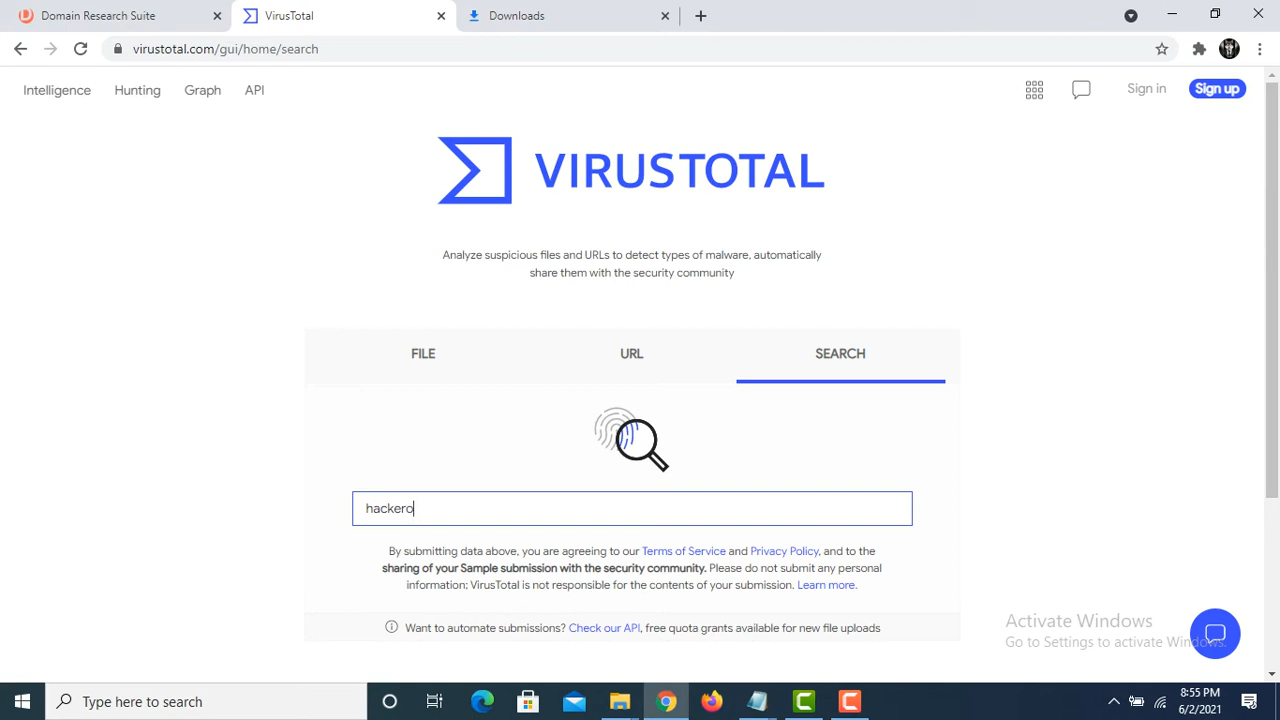 Domain Research Suite
VirusTotal
Downloads
virustotal.com/gui/home/search
Intelligence
Hunting
Graph
API
Sign in
Sign up
VIRUSTOTAL
Analyze suspicious files and URLs to detect types of malware, automatically
share them with the security community
FILE
URL
SEARCH
hackero
By submitting data above, you are agreeing to our Terms of Service and Privacy Policy, and to the
sharing of your Sample submission with the security community. Please do not submit any personal
information; VirusTotal is not responsible for the contents of your submission. Learn more.
Want to automate submissions? Check our API, free quota grants available for new file uploads
Activate Windows
Go to Settings to activate Windows.
Type here to search
8:55 PM
6/2/2021